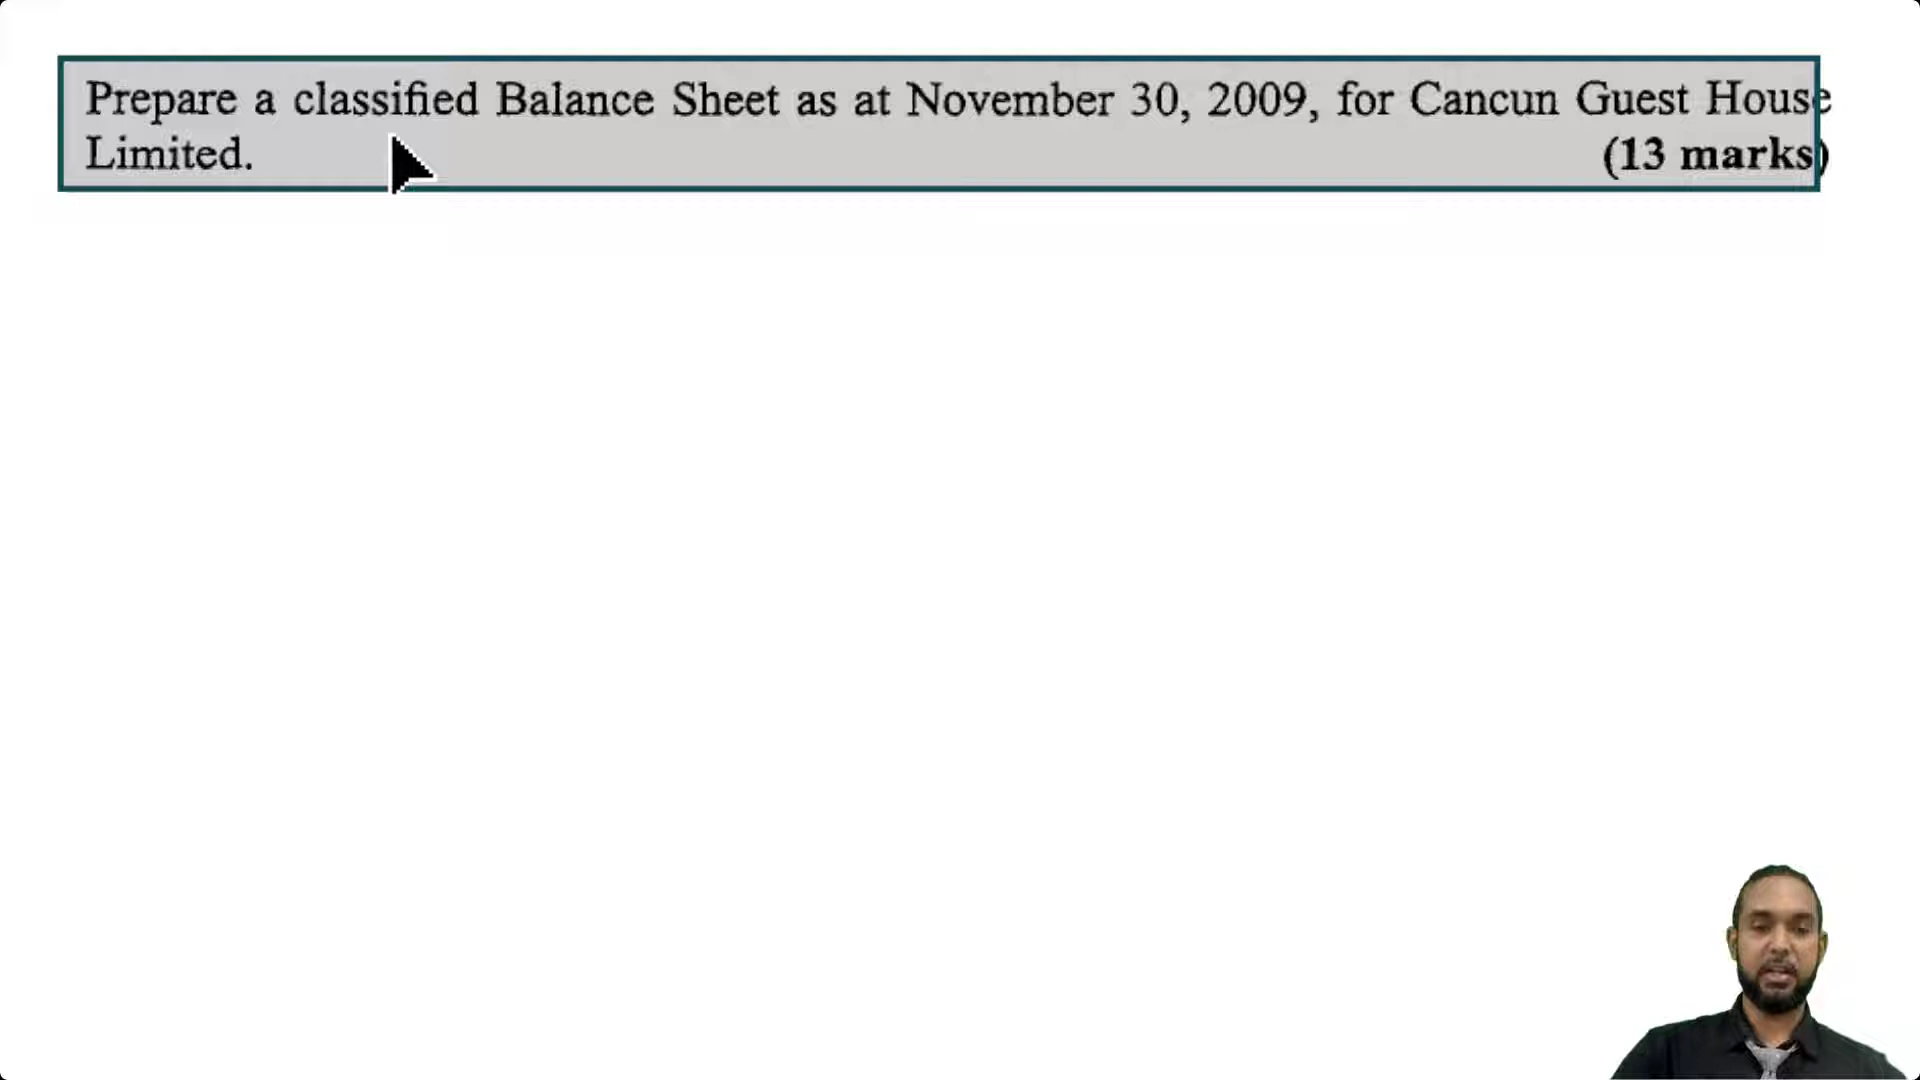 Prepare a classified Balance Sheet as at November 30, 2009, for Cancun Guest House
Limited. (13 marks)